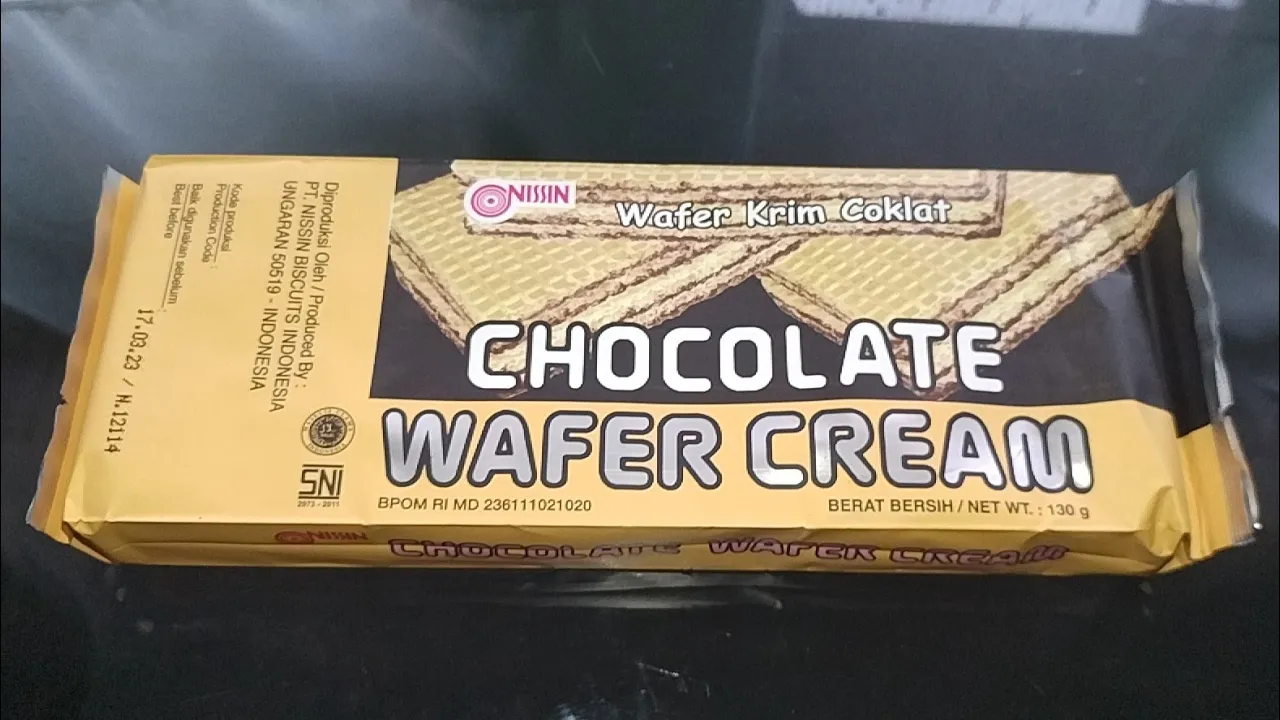 NISSIN
Wafer Krim Coklat
CHOCOLATE
WAFER CREAM
BPOM RI MD 236111021020
BERAT BERSIH / NET WT. : 130 g
Diproduksi Oleh / Produced By :
PT. NISSIN BISCUITS INDONESIA
UNGARAN 50519 - INDONESIA
Kode produksi
Production Code :
Baik digunakan sebelum :
Best before
17.03.23 / N.12114
SNI
2973 - 2011
NISSIN
CHOCOLATE WAFER CREAM